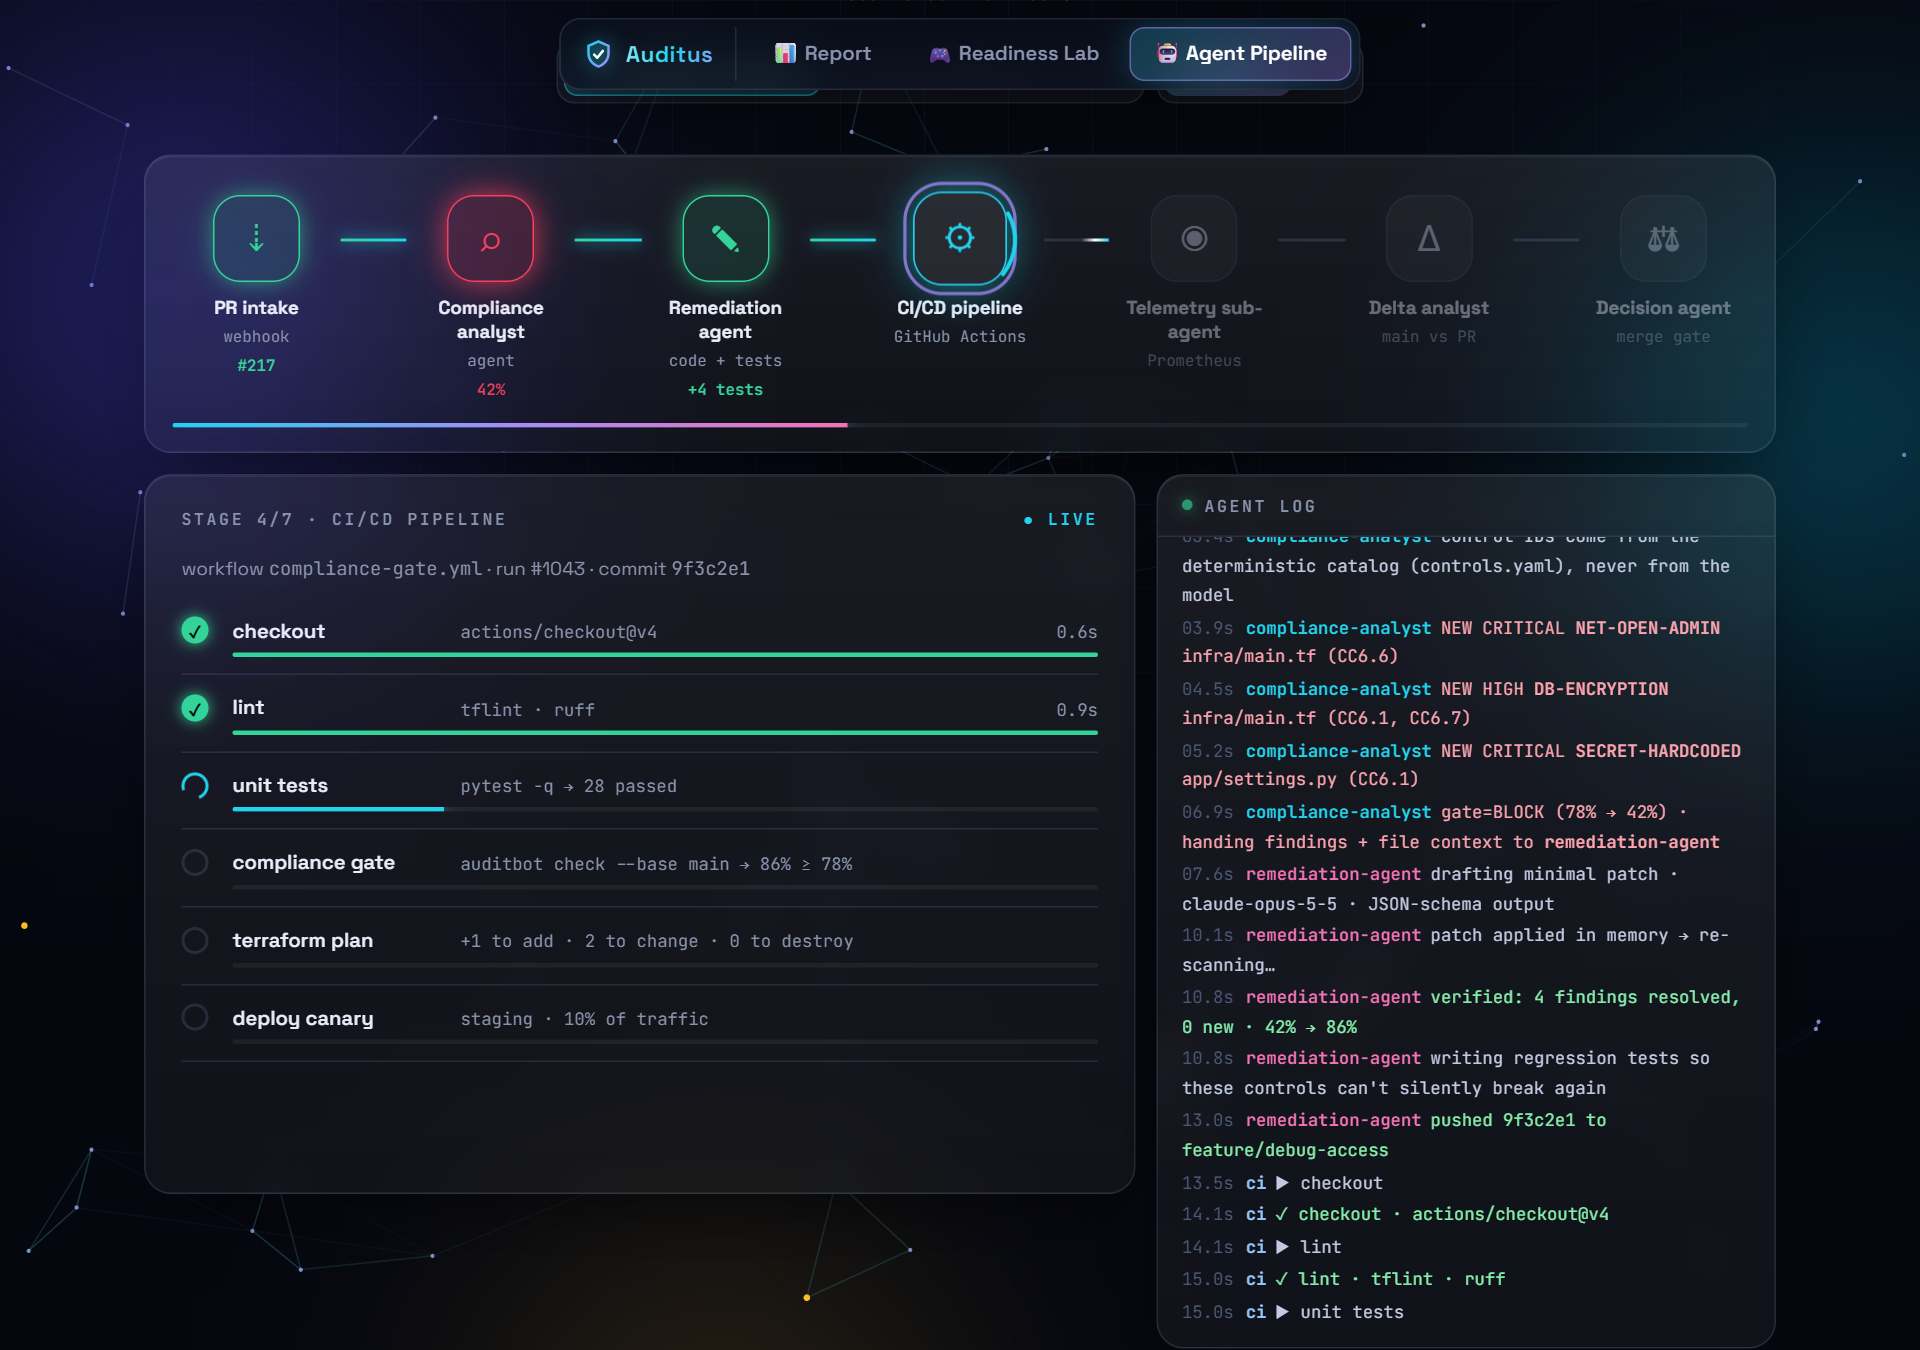 Auditus
Report
Readiness Lab
Agent Pipeline
PR intake
webhook
#217
Compliance
analyst
agent
42%
Remediation
agent
code + tests
+4 tests
CI/CD pipeline
GitHub Actions
Telemetry sub-
agent
Prometheus
Delta analyst
main vs PR
Decision agent
merge gate
STAGE 4/7 · CI/CD PIPELINE
LIVE
workflow compliance-gate.yml · run #1043 · commit 9f3c2e1
checkout actions/checkout@v4 0.6s
lint tflint · ruff 0.9s
unit tests pytest -q → 28 passed
compliance gate auditbot check --base main → 86% ≥ 78%
terraform plan +1 to add · 2 to change · 0 to destroy
deploy canary staging · 10% of traffic
AGENT LOG
03.4s compliance-analyst control IDs come from the
deterministic catalog (controls.yaml), never from the
model
03.9s compliance-analyst NEW CRITICAL NET-OPEN-ADMIN
infra/main.tf (CC6.6)
04.5s compliance-analyst NEW HIGH DB-ENCRYPTION
infra/main.tf (CC6.1, CC6.7)
05.2s compliance-analyst NEW CRITICAL SECRET-HARDCODED
app/settings.py (CC6.1)
06.9s compliance-analyst gate=BLOCK (78% → 42%) ·
handing findings + file context to remediation-agent
07.6s remediation-agent drafting minimal patch ·
claude-opus-5-5 · JSON-schema output
10.1s remediation-agent patch applied in memory → re-
scanning…
10.8s remediation-agent verified: 4 findings resolved,
0 new · 42% → 86%
10.8s remediation-agent writing regression tests so
these controls can't silently break again
13.0s remediation-agent pushed 9f3c2e1 to
feature/debug-access
13.5s ci ▶ checkout
14.1s ci ✓ checkout · actions/checkout@v4
14.1s ci ▶ lint
15.0s ci ✓ lint · tflint · ruff
15.0s ci ▶ unit tests